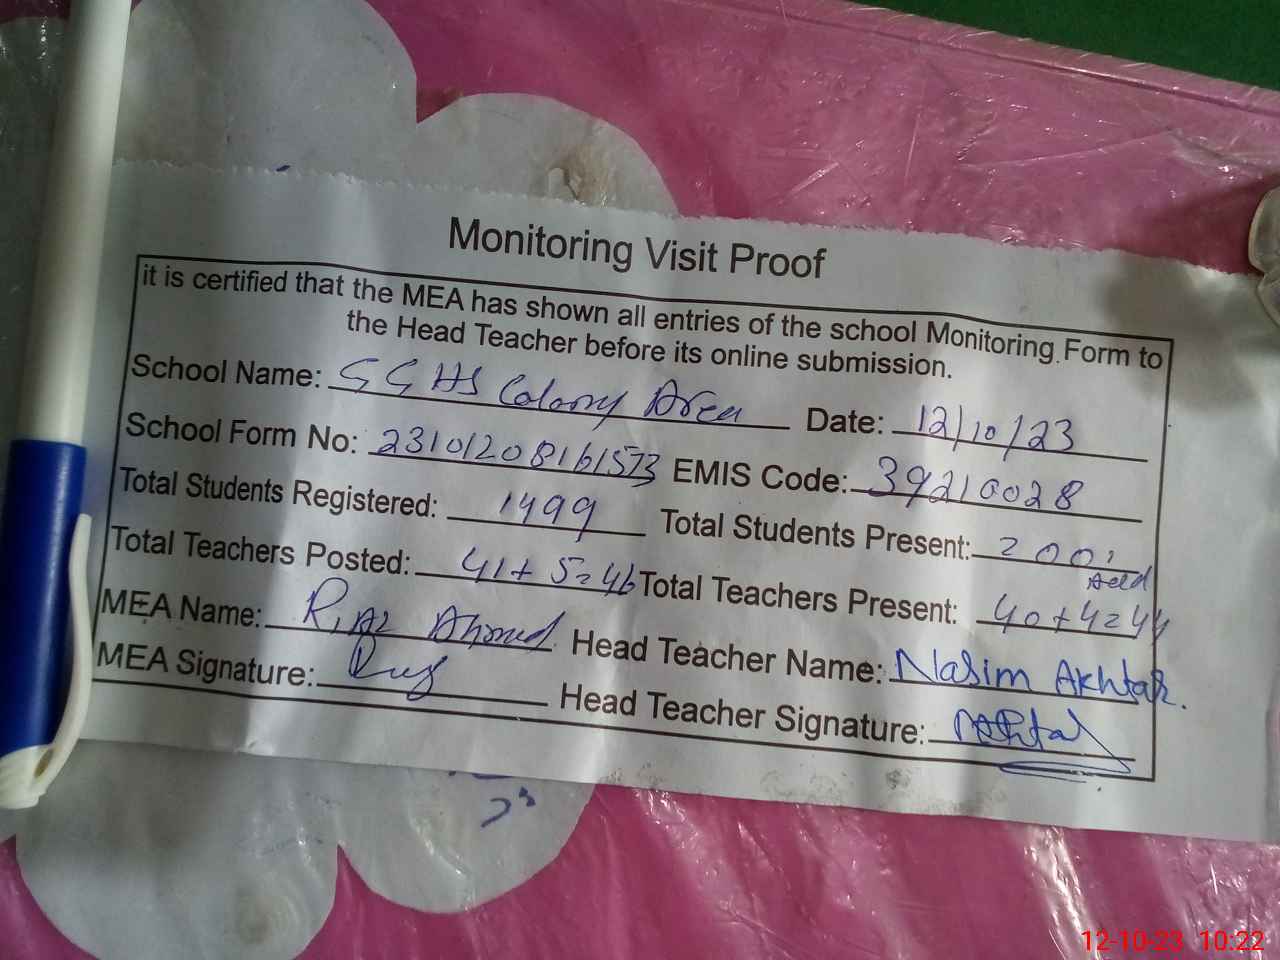 Monitoring Visit Proof
it is certified that the MEA has shown all entries of the school Monitoring Form to
the Head Teacher before its online submission.
School Name: GGHS Colony Area Date: 12/10/23
School Form No: 23101208161573 EMIS Code: 39210028
Total Students Registered: 1499 Total Students Present: 200
Total Teachers Posted: 41+5=46 Total Teachers Present: 40+4=44
MEA Name: Riaz Ahmed Head Teacher Name: Nasim Akhtar.
MEA Signature: Head Teacher Signature:
12-10-23 10:22